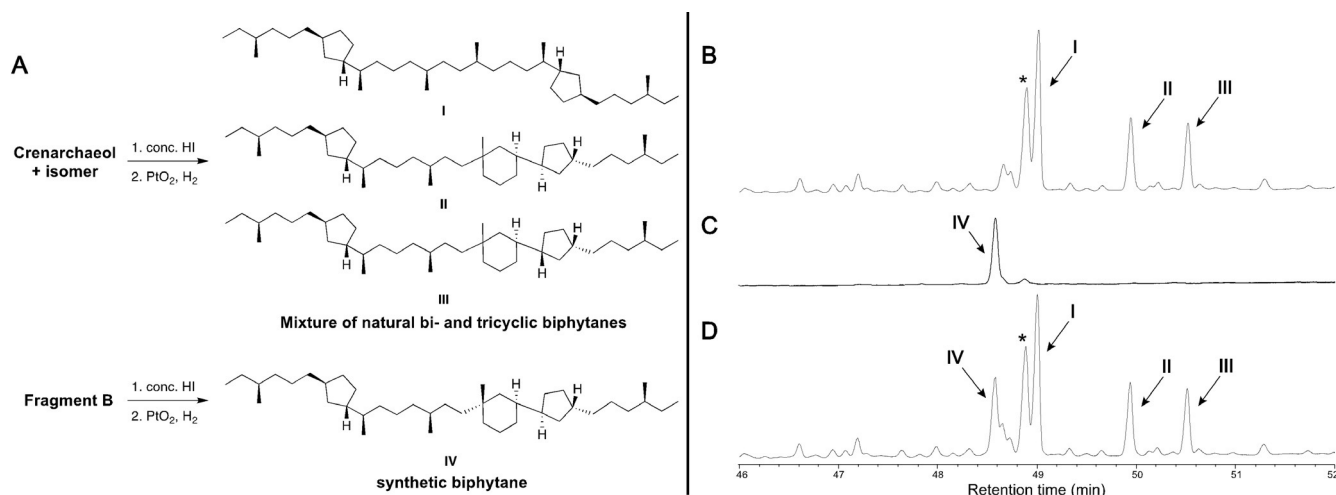 A
H
H
I
Crenarchaeol
+ isomer
1. conc. HI
2. PtO₂, H₂
H
H
H
H
II
H
H
H
H
III
Mixture of natural bi- and tricyclic biphytanes
Fragment B
1. conc. HI
2. PtO₂, H₂
H
H
H
H
IV
synthetic biphytane
B
*
I
II
III
C
IV
D
IV
*
I
II
III
46
47
48
49
50
51
52
Retention time (min)